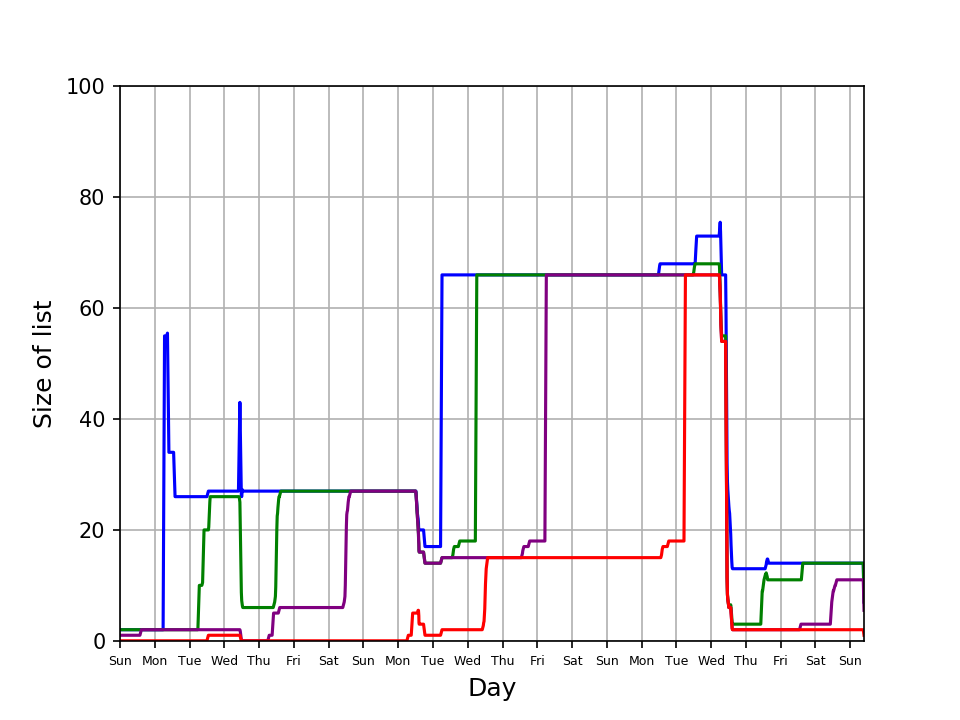 100
80
60
40
20
0
Size of list
Sun Mon Tue Wed Thu Fri Sat Sun Mon Tue Wed Thu Fri Sat Sun Mon Tue Wed Thu Fri Sat Sun
Day